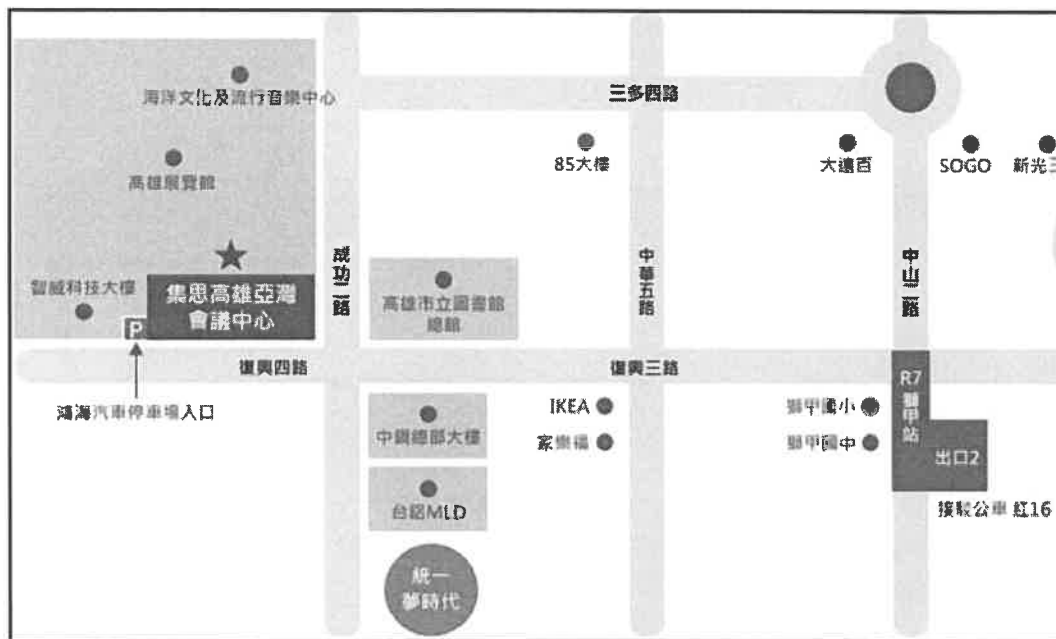 海洋文化及流行音樂中心
三多四路
高雄展覽館
85大樓
大遠百
SOGO
新光三
成功二路
中華五路
中山二路
智威科技大樓
集思高雄亞灣
會議中心
P
高雄市立圖書館
總館
復興四路
復興三路
R7
獅甲站
鴻海汽車停車場入口
中鋼總部大樓
IKEA
家樂福
獅甲國小
獅甲國中
出口2
台鋁MLD
接駁公車 紅16
統一
夢時代